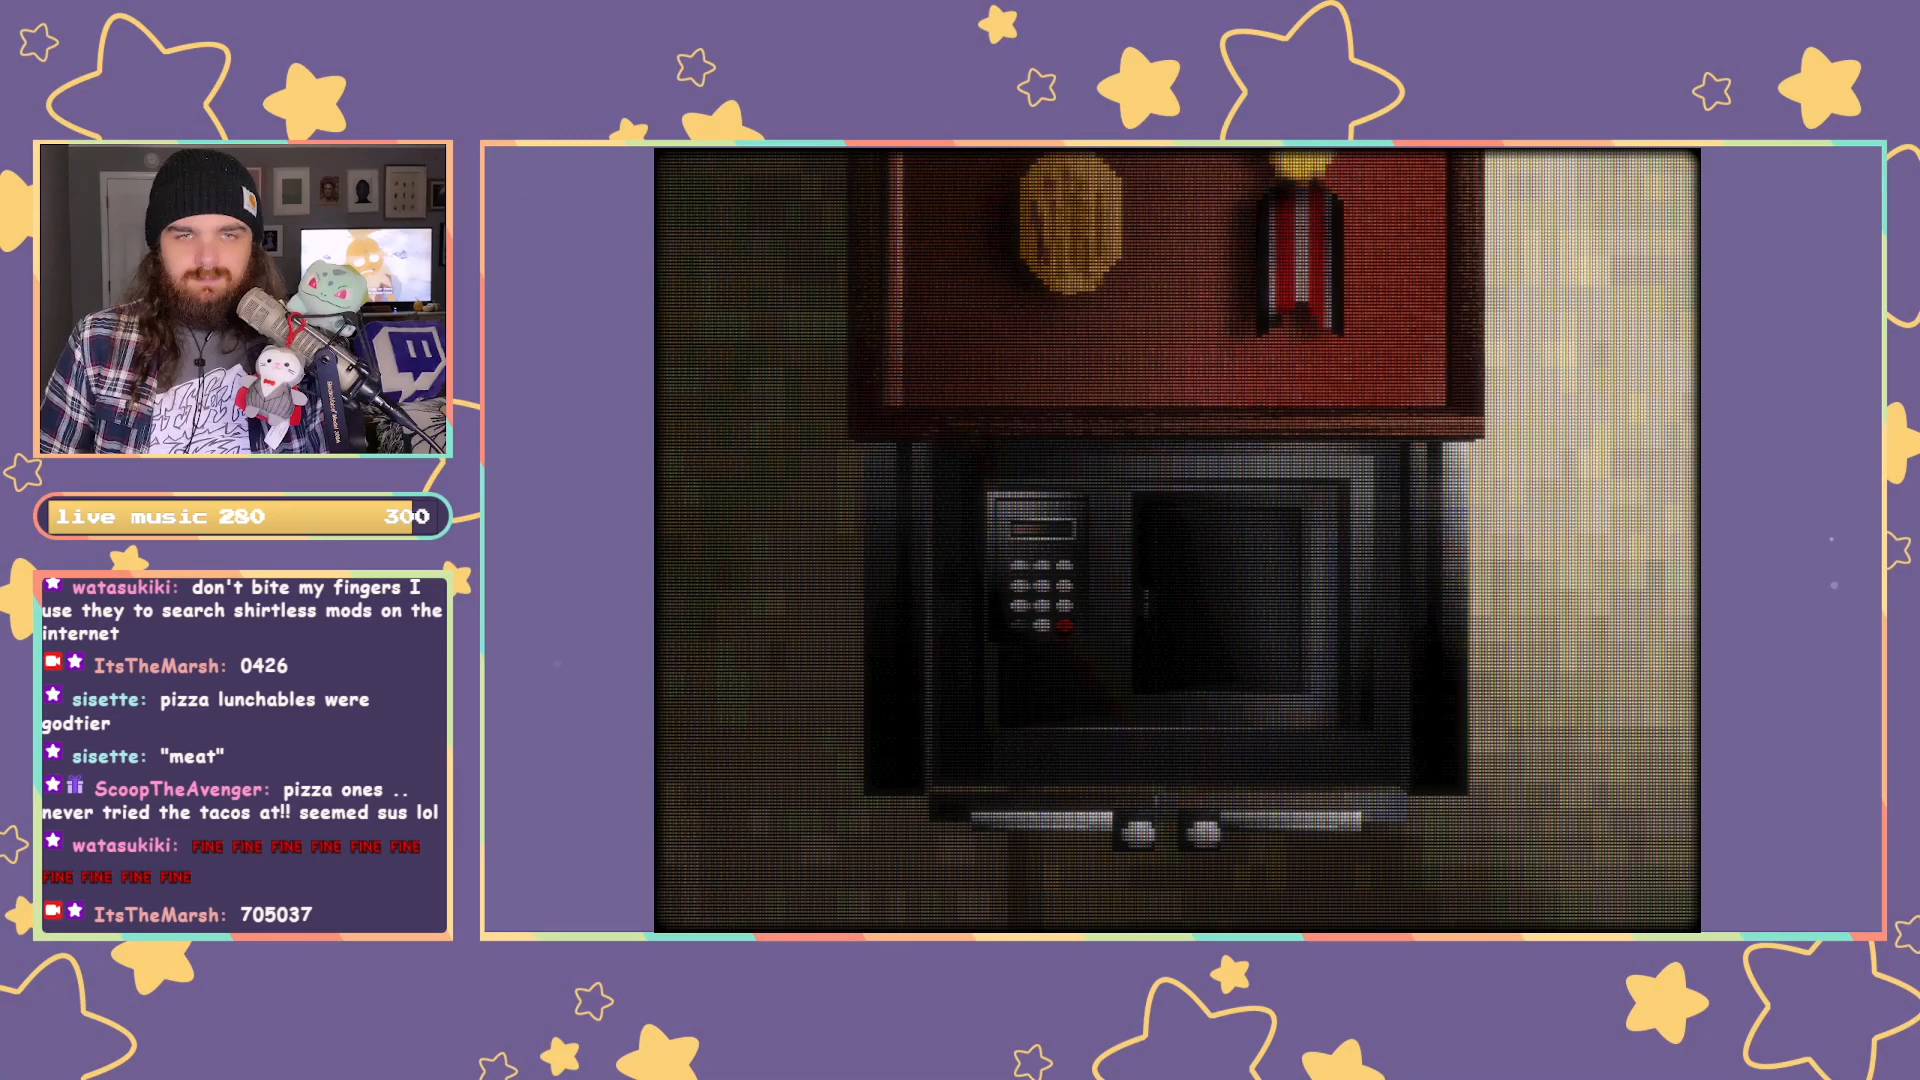 live music 280 300
watasukiki: don't bite my fingers I
use they to search shirtless mods on the
internet
ItsTheMarsh: 0426
sisette: pizza lunchables were
godtier
sisette: "meat"
ScoopTheAvenger: pizza ones ..
never tried the tacos at!! seemed sus lol
watasukiki: FINE FINE FINE FINE FINE FINE
FINE FINE FINE FINE
ItsTheMarsh: 705037